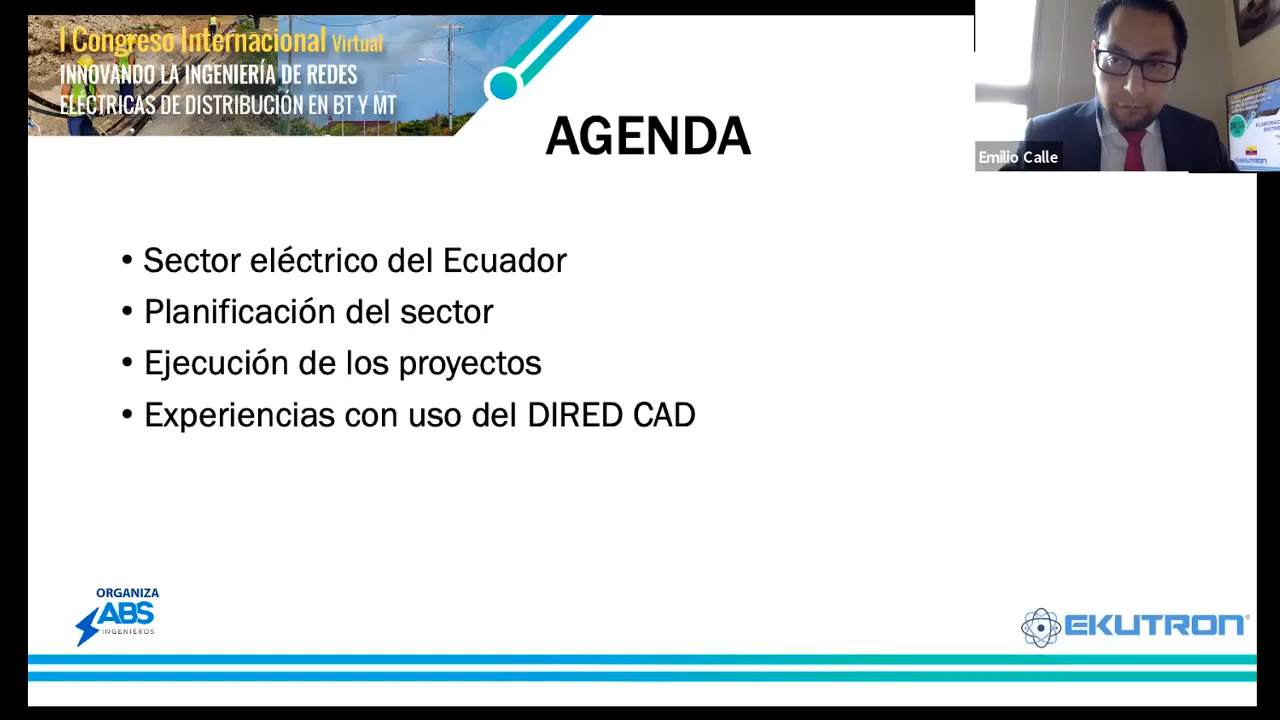 I Congreso Internacional Virtual
INNOVANDO LA INGENIERÍA DE REDES
ELÉCTRICAS DE DISTRIBUCIÓN EN BT Y MT
AGENDA
Emilio Calle
EKUTRON
• Sector eléctrico del Ecuador
• Planificación del sector
• Ejecución de los proyectos
• Experiencias con uso del DIRED CAD
ORGANIZA
ABS
INGENIEROS
EKUTRON